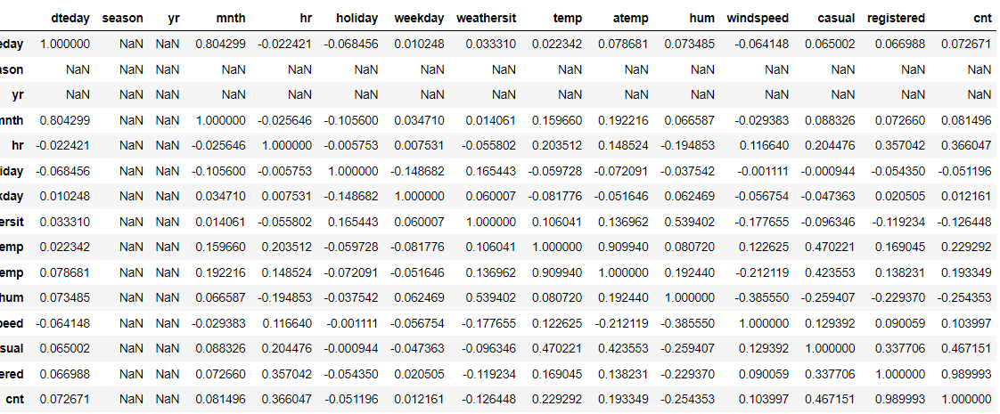 dteday season yr mnth hr holiday weekday weathersit temp atemp hum windspeed casual registered cnt
eday 1.000000 NaN NaN 0.804299 -0.022421 -0.068456 0.010248 0.033310 0.022342 0.078681 0.073485 -0.064148 0.065002 0.066988 0.072671
ason NaN NaN NaN NaN NaN NaN NaN NaN NaN NaN NaN NaN NaN NaN NaN
yr NaN NaN NaN NaN NaN NaN NaN NaN NaN NaN NaN NaN NaN NaN NaN
mnth 0.804299 NaN NaN 1.000000 -0.025646 -0.105600 0.034710 0.014061 0.159660 0.192216 0.066587 -0.029383 0.088326 0.072660 0.081496
hr -0.022421 NaN NaN -0.025646 1.000000 -0.005753 0.007531 -0.055802 0.203512 0.148524 -0.194853 0.116640 0.204476 0.357042 0.366047
iday -0.068456 NaN NaN -0.105600 -0.005753 1.000000 -0.148682 0.165443 -0.059728 -0.072091 -0.037542 -0.001111 -0.000944 -0.054350 -0.051196
kday 0.010248 NaN NaN 0.034710 0.007531 -0.148682 1.000000 0.060007 -0.081776 -0.051646 0.062469 -0.056754 -0.047363 0.020505 0.012161
ersit 0.033310 NaN NaN 0.014061 -0.055802 0.165443 0.060007 1.000000 0.106041 0.136962 0.539402 -0.177655 -0.096346 -0.119234 -0.126448
emp 0.022342 NaN NaN 0.159660 0.203512 -0.059728 -0.081776 0.106041 1.000000 0.909940 0.080720 0.122625 0.470221 0.169045 0.229292
emp 0.078681 NaN NaN 0.192216 0.148524 -0.072091 -0.051646 0.136962 0.909940 1.000000 0.192440 -0.212119 0.423553 0.138231 0.193349
hum 0.073485 NaN NaN 0.066587 -0.194853 -0.037542 0.062469 0.539402 0.080720 0.192440 1.000000 -0.385550 -0.259407 -0.229370 -0.254353
peed -0.064148 NaN NaN -0.029383 0.116640 -0.001111 -0.056754 -0.177655 0.122625 -0.212119 -0.385550 1.000000 0.129392 0.090059 0.103997
sual 0.065002 NaN NaN 0.088326 0.204476 -0.000944 -0.047363 -0.096346 0.470221 0.423553 -0.259407 0.129392 1.000000 0.337706 0.467151
ered 0.066988 NaN NaN 0.072660 0.357042 -0.054350 0.020505 -0.119234 0.169045 0.138231 -0.229370 0.090059 0.337706 1.000000 0.989993
cnt 0.072671 NaN NaN 0.081496 0.366047 -0.051196 0.012161 -0.126448 0.229292 0.193349 -0.254353 0.103997 0.467151 0.989993 1.000000